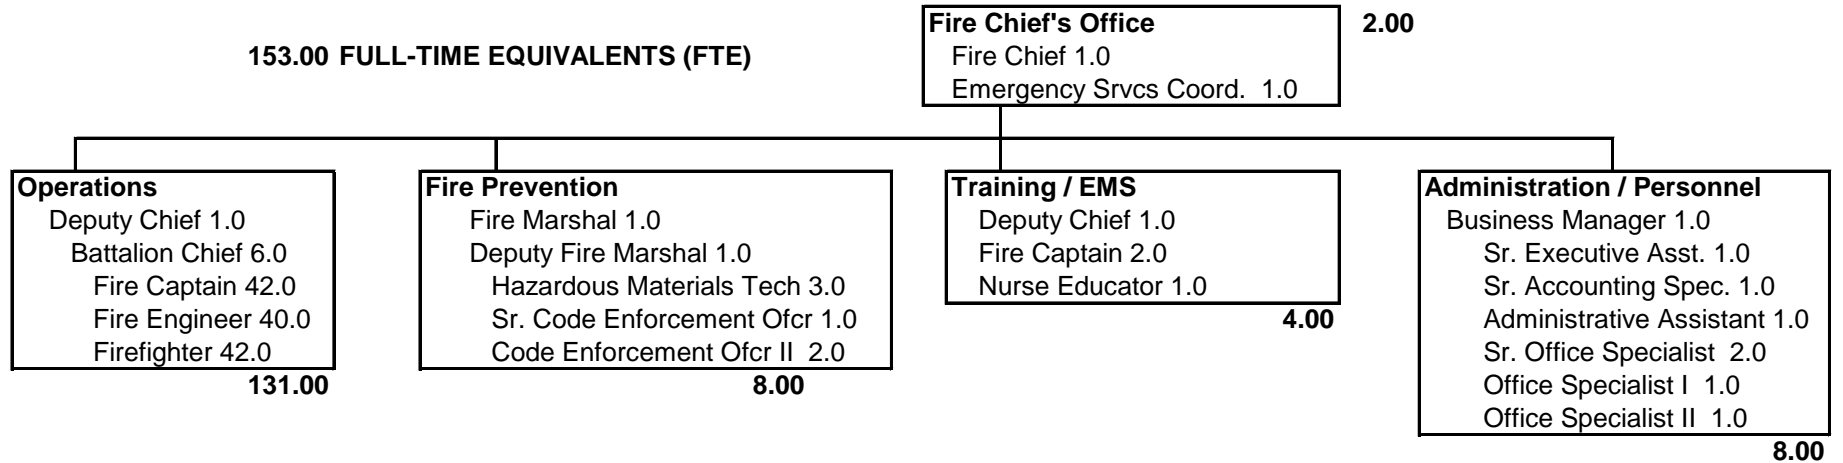 Fire Chief's Office 2.00
153.00 FULL-TIME EQUIVALENTS (FTE)
Fire Chief 1.0
Emergency Srvcs Coord. 1.0
Operations
Deputy Chief 1.0
Battalion Chief 6.0
Fire Captain 42.0
Fire Engineer 40.0
Firefighter 42.0
131.00
Fire Prevention
Fire Marshal 1.0
Deputy Fire Marshal 1.0
Hazardous Materials Tech 3.0
Sr. Code Enforcement Ofcr 1.0
Code Enforcement Ofcr II 2.0
8.00
Training / EMS
Deputy Chief 1.0
Fire Captain 2.0
Nurse Educator 1.0
4.00
Administration / Personnel
Business Manager 1.0
Sr. Executive Asst. 1.0
Sr. Accounting Spec. 1.0
Administrative Assistant 1.0
Sr. Office Specialist 2.0
Office Specialist I 1.0
Office Specialist II 1.0
8.00